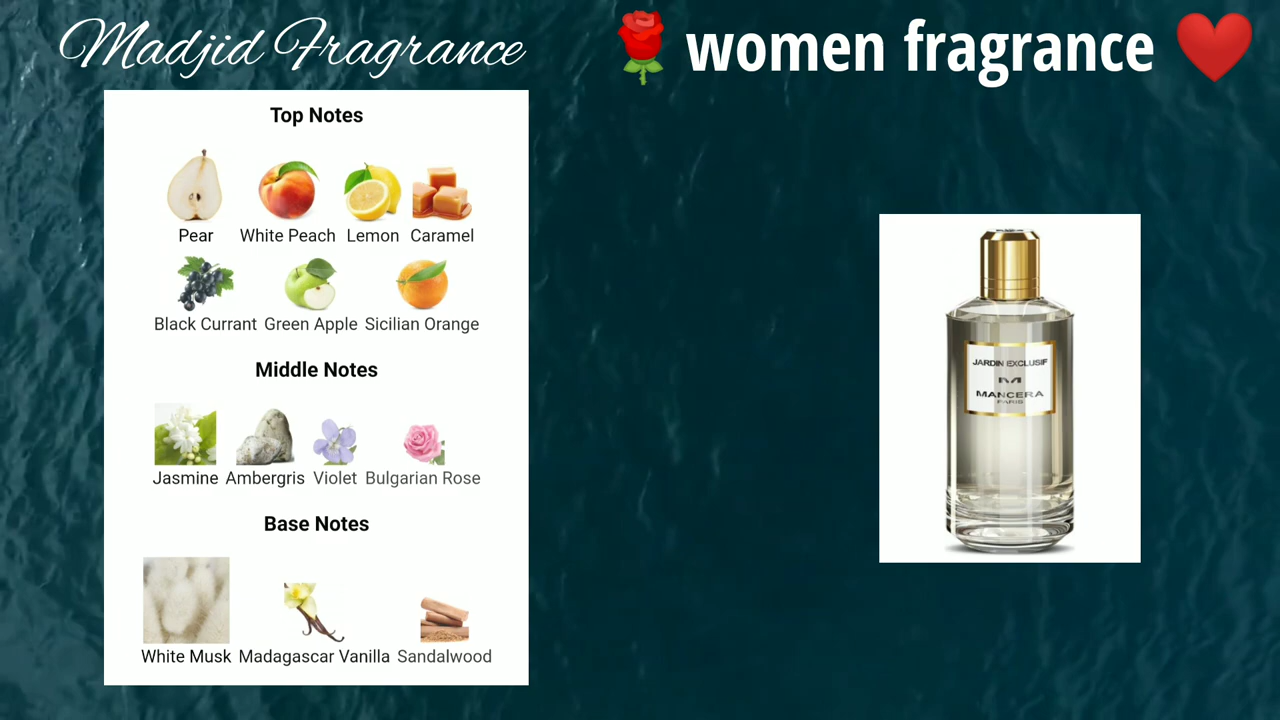 Madjid Fragrance
🌹 women fragrance ❤️
Top Notes
Pear White Peach Lemon Caramel
Black Currant Green Apple Sicilian Orange
Middle Notes
Jasmine Ambergris Violet Bulgarian Rose
Base Notes
White Musk Madagascar Vanilla Sandalwood
JARDIN EXCLUSIF
M
MANCERA
PARIS